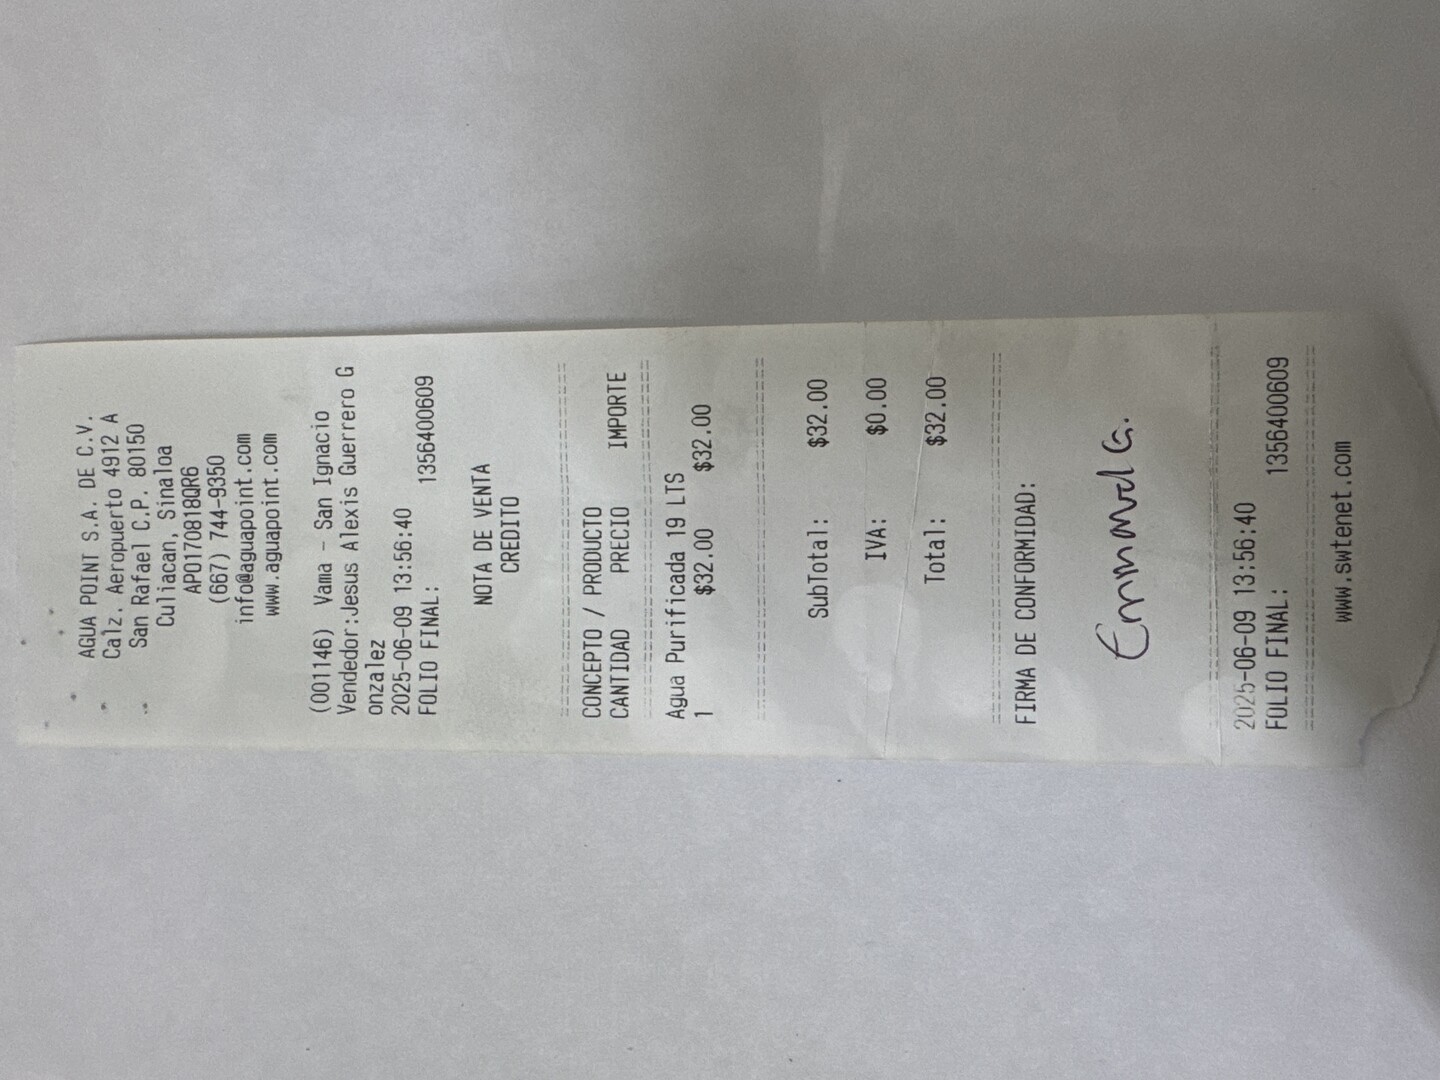 AGUA POINT S.A. DE C.V.
Calz. Aeropuerto 4912 A
San Rafael C.P. 80150
Culiacan, Sinaloa
APO170818QR6
(667) 744-9350
info@aguapoint.com
www.aguapoint.com
(001146) Vama - San Ignacio
Vendedor:Jesus Alexis Guerrero G
onzalez
2025-06-09 13:56:40
FOLIO FINAL: 1356400609
NOTA DE VENTA
CREDITO
CONCEPTO / PRODUCTO
CANTIDAD PRECIO IMPORTE
Agua Purificada 19 LTS
1 $32.00 $32.00
SubTotal: $32.00
IVA: $0.00
Total: $32.00
FIRMA DE CONFORMIDAD:
Emmanuel G.
2025-06-09 13:56:40
FOLIO FINAL: 1356400609
www.swtenet.com